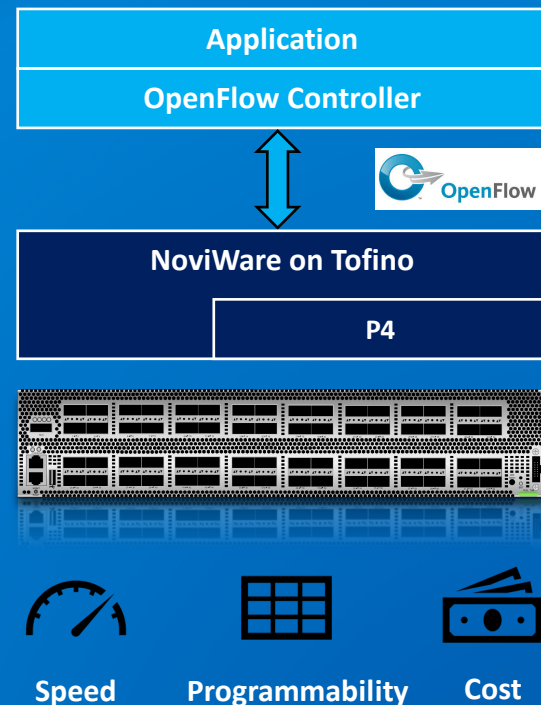 Application
OpenFlow Controller
OpenFlow
NoviWare on Tofino
P4
Speed Programmability Cost